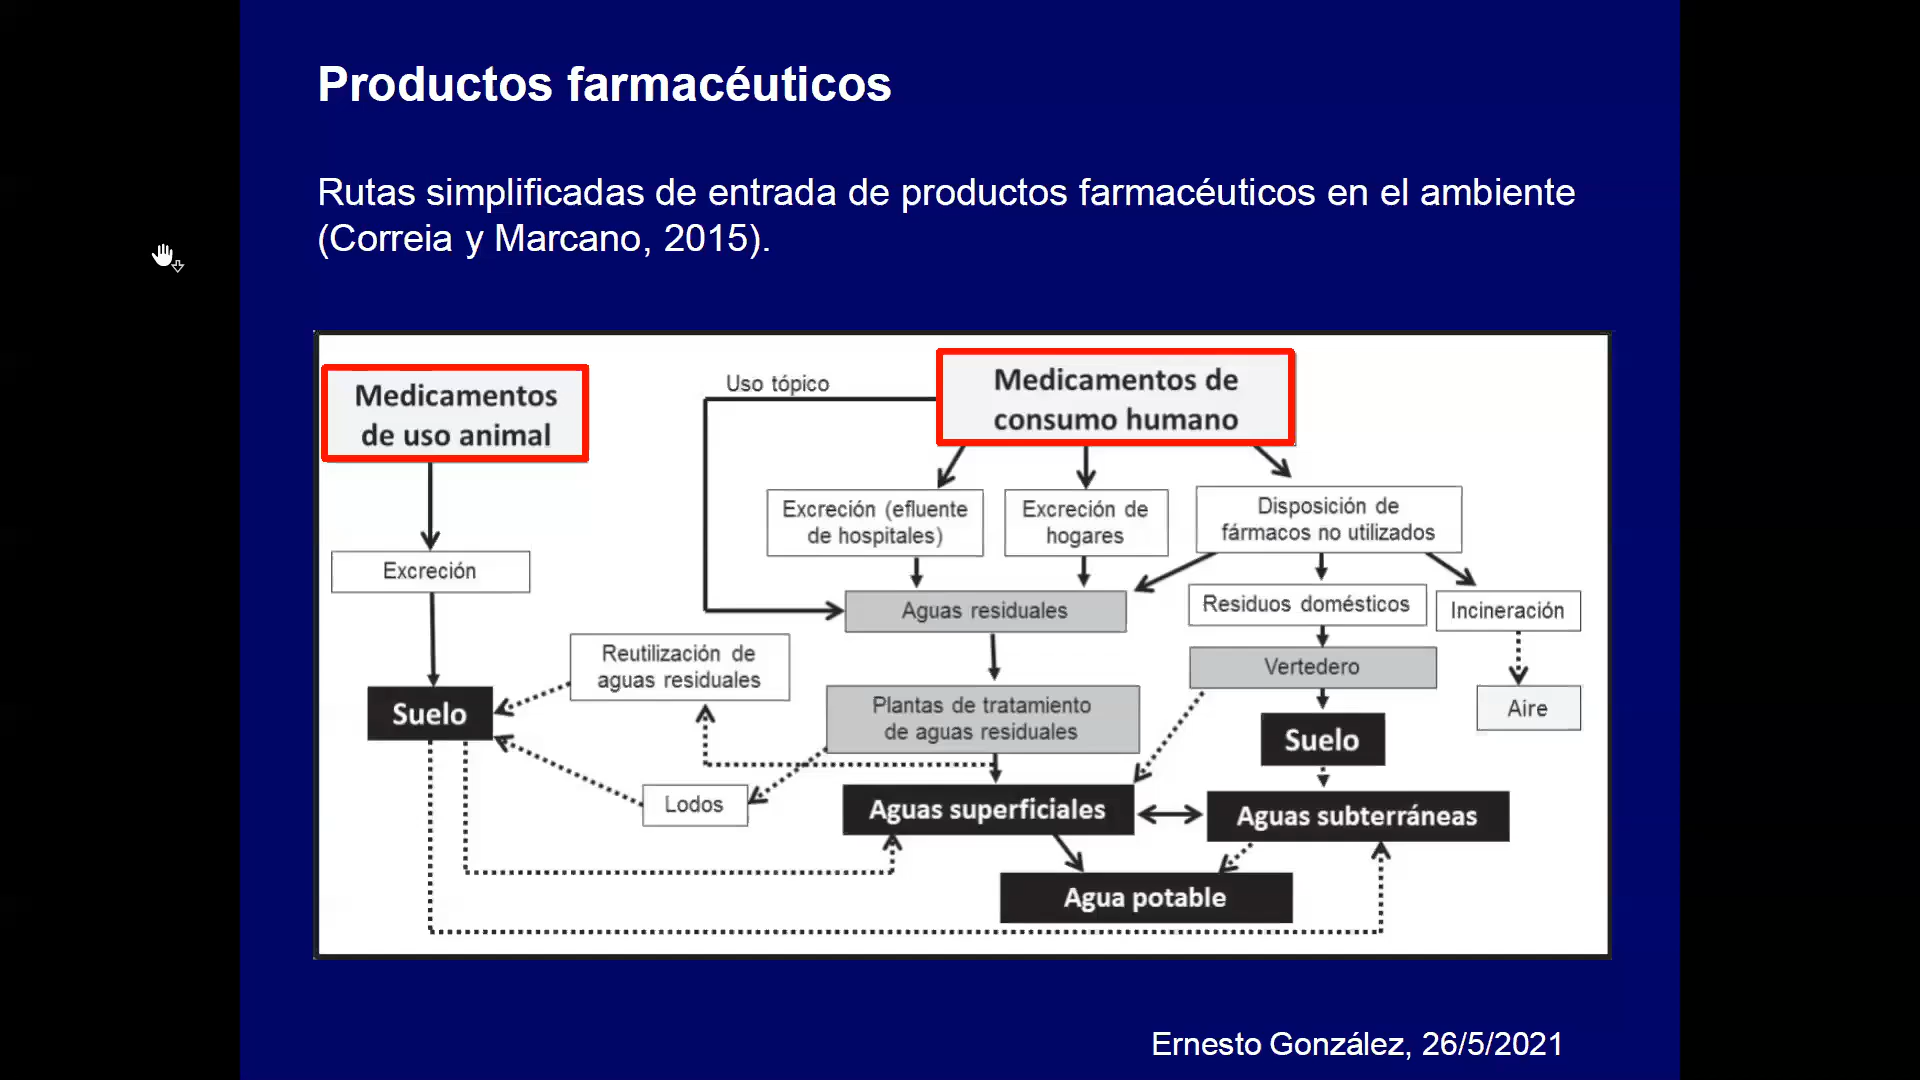 Productos farmacéuticos
Rutas simplificadas de entrada de productos farmacéuticos en el ambiente
(Correia y Marcano, 2015).
Medicamentos
de uso animal
Uso tópico
Medicamentos de
consumo humano
Excreción (efluente
de hospitales)
Excreción de
hogares
Disposición de
fármacos no utilizados
Excreción
Aguas residuales
Residuos domésticos
Incineración
Reutilización de
aguas residuales
Vertedero
Suelo
Plantas de tratamiento
de aguas residuales
Aire
Suelo
Lodos
Aguas superficiales
Aguas subterráneas
Agua potable
Ernesto González, 26/5/2021